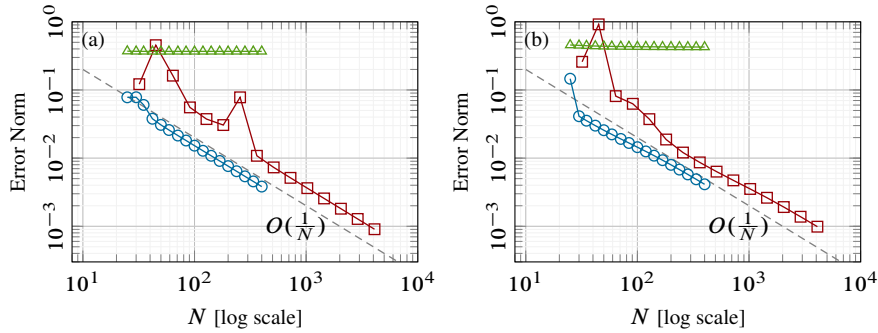 (a)
Error Norm
10^0
10^{-1}
10^{-2}
10^{-3}
O(1/N)
10^1
10^2
10^3
10^4
N [log scale]
(b)
Error Norm
10^0
10^{-1}
10^{-2}
10^{-3}
O(1/N)
10^1
10^2
10^3
10^4
N [log scale]